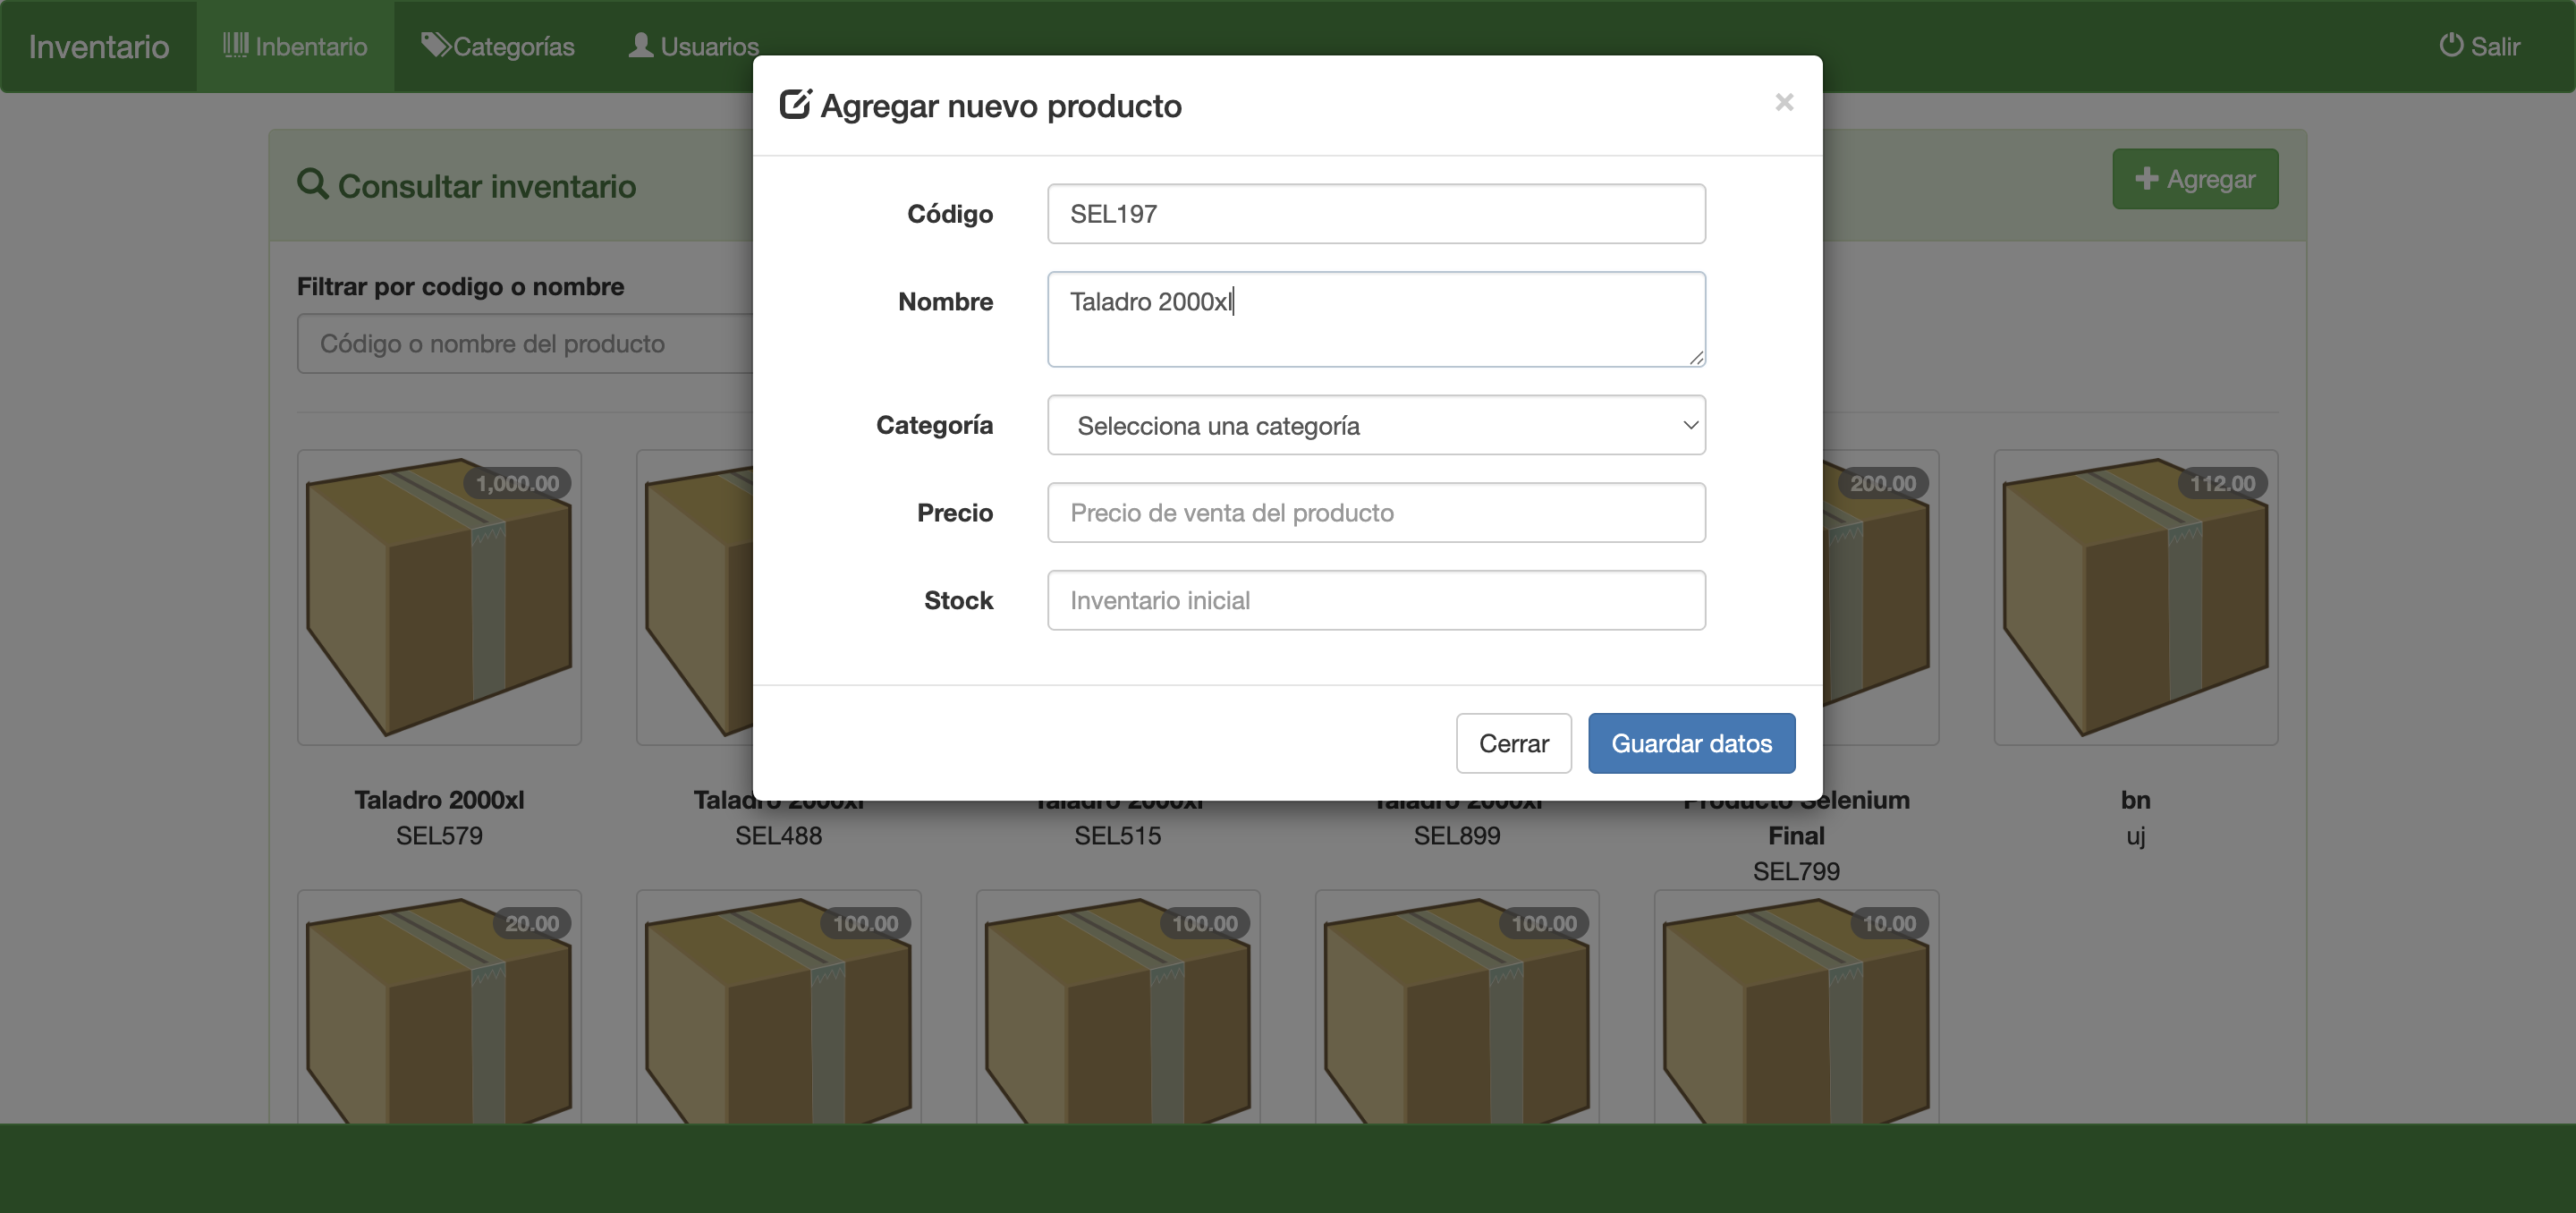 Inventario
Inbentario
Categorías
Usuarios
Salir
Agregar nuevo producto
×
Consultar inventario
Agregar
Código
SEL197
Nombre
Taladro 2000xl
Categoría
Selecciona una categoría
Precio
Precio de venta del producto
Stock
Inventario inicial
Cerrar
Guardar datos
Filtrar por codigo o nombre
Código o nombre del producto
1,000.00
200.00
112.00
Taladro 2000xl
SEL579
Taladro 2000xl
SEL488
Taladro 2000xl
SEL515
Taladro 2000xl
SEL899
Producto Selenium
Final
SEL799
bn
uj
20.00
100.00
100.00
100.00
10.00